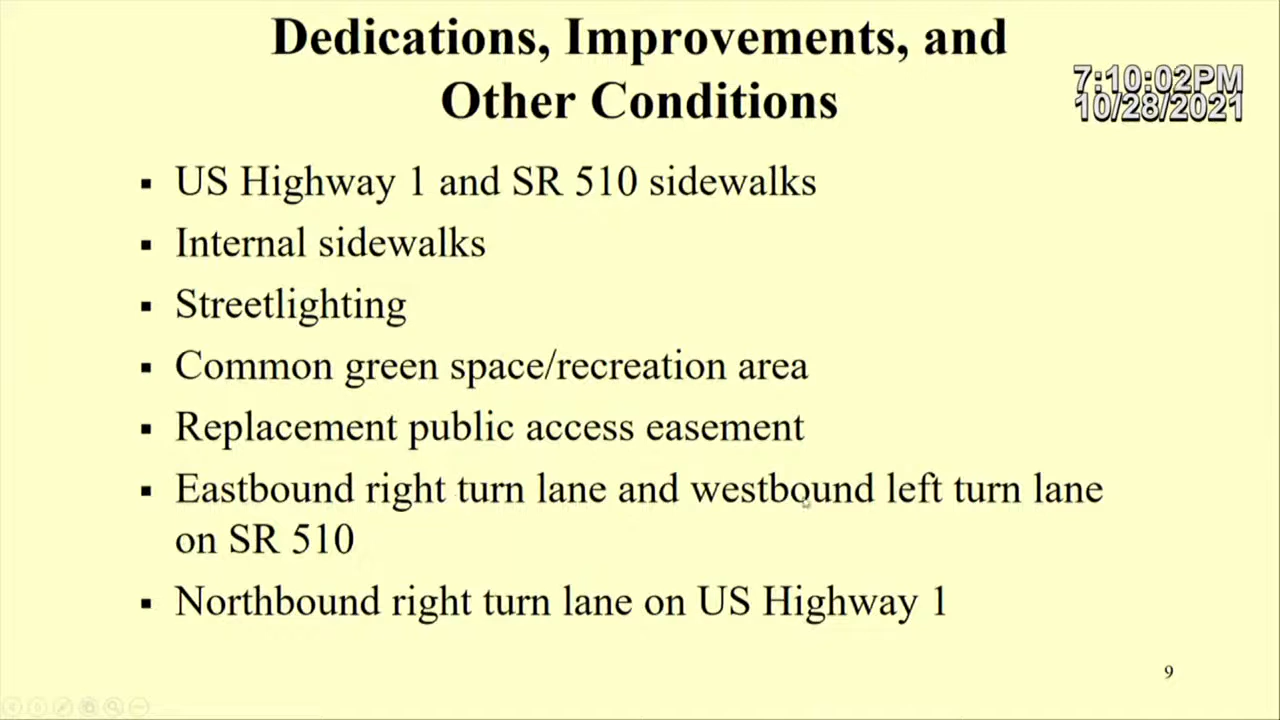 Dedications, Improvements, and
Other Conditions
7:10:02PM
10/28/2021
▪ US Highway 1 and SR 510 sidewalks
▪ Internal sidewalks
▪ Streetlighting
▪ Common green space/recreation area
▪ Replacement public access easement
▪ Eastbound right turn lane and westbound left turn lane
on SR 510
▪ Northbound right turn lane on US Highway 1
9